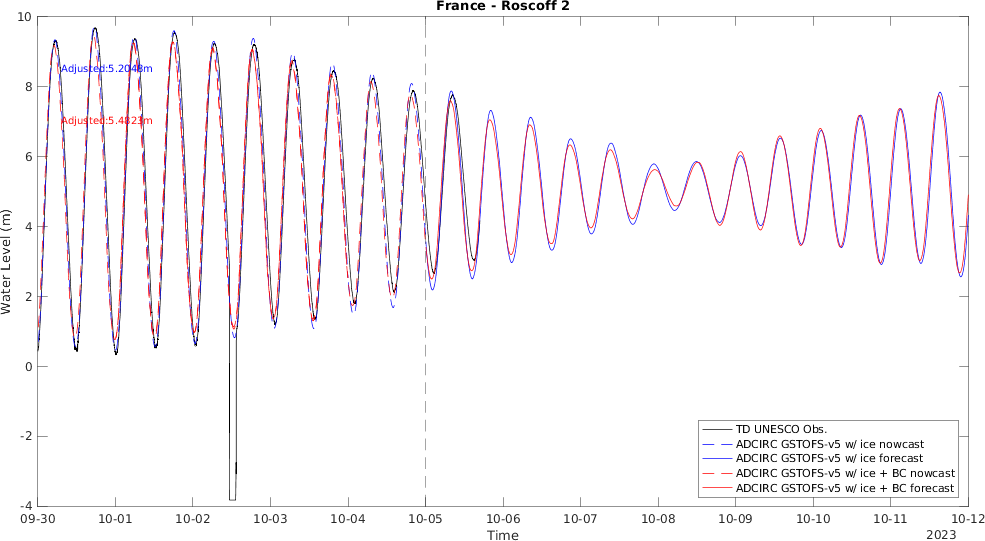 France - Roscoff 2
Water Level (m)
10
8
6
4
2
0
-2
-4
Adjusted:5.2048m
Adjusted:5.4823m
TD UNESCO Obs.
ADCIRC GSTOFS-v5 w/ ice nowcast
ADCIRC GSTOFS-v5 w/ ice forecast
ADCIRC GSTOFS-v5 w/ ice + BC nowcast
ADCIRC GSTOFS-v5 w/ ice + BC forecast
09-30 10-01 10-02 10-03 10-04 10-05 10-06 10-07 10-08 10-09 10-10 10-11 10-12
Time
2023